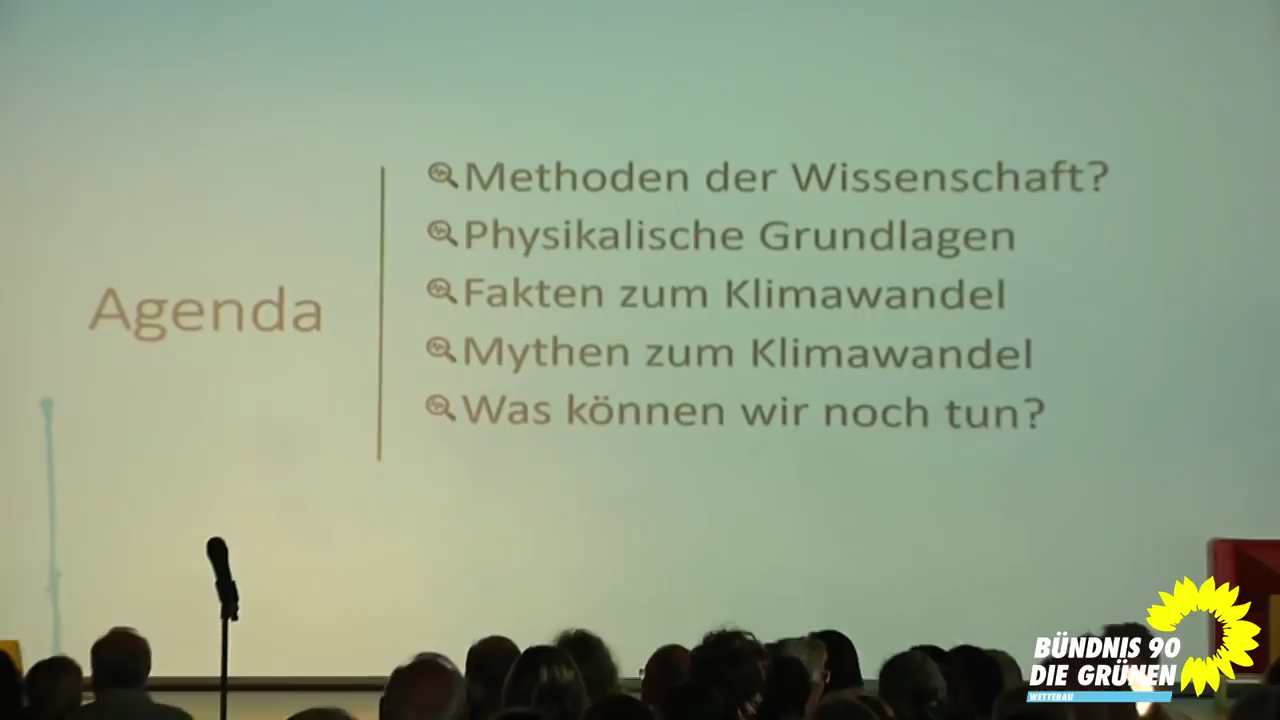 Agenda
Methoden der Wissenschaft?
Physikalische Grundlagen
Fakten zum Klimawandel
Mythen zum Klimawandel
Was können wir noch tun?
BÜNDNIS 90
DIE GRÜNEN
WETTERAU